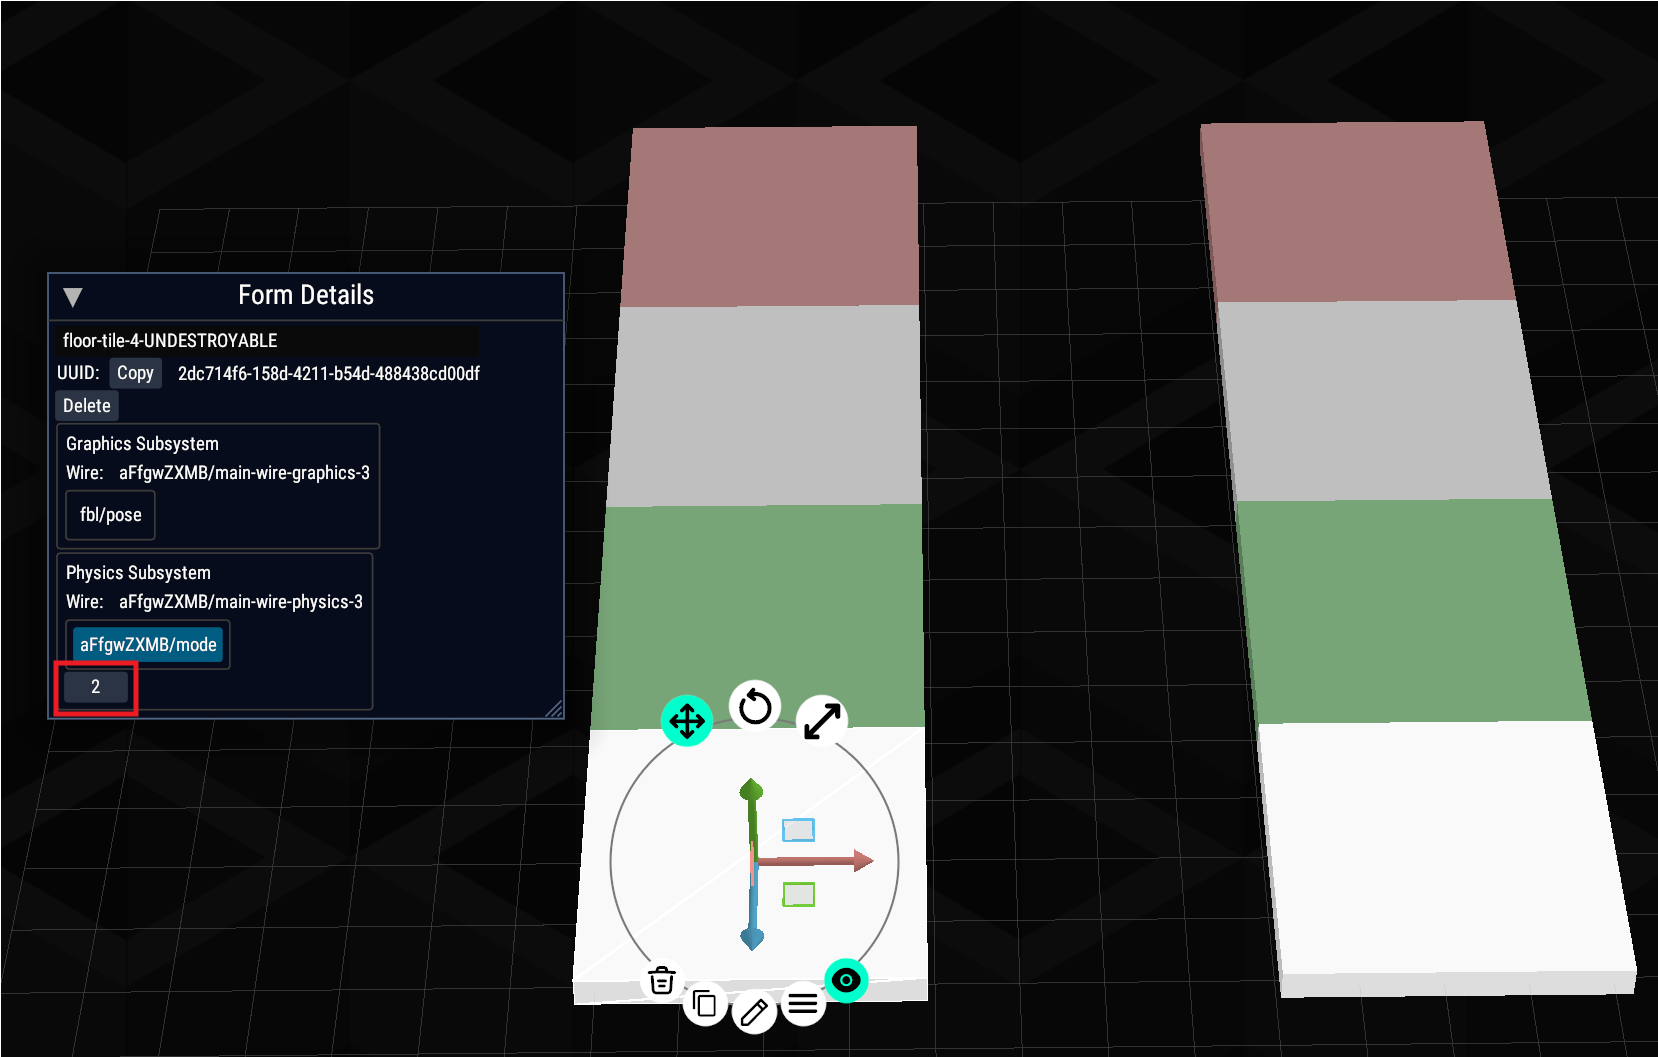 Form Details
floor-tile-4-UNDESTROYABLE
UUID: Copy 2dc714f6-158d-4211-b54d-488438cd00df
Delete
Graphics Subsystem
Wire: aFfgwZXMB/main-wire-graphics-3
fbl/pose
Physics Subsystem
Wire: aFfgwZXMB/main-wire-physics-3
aFfgwZXMB/mode
2